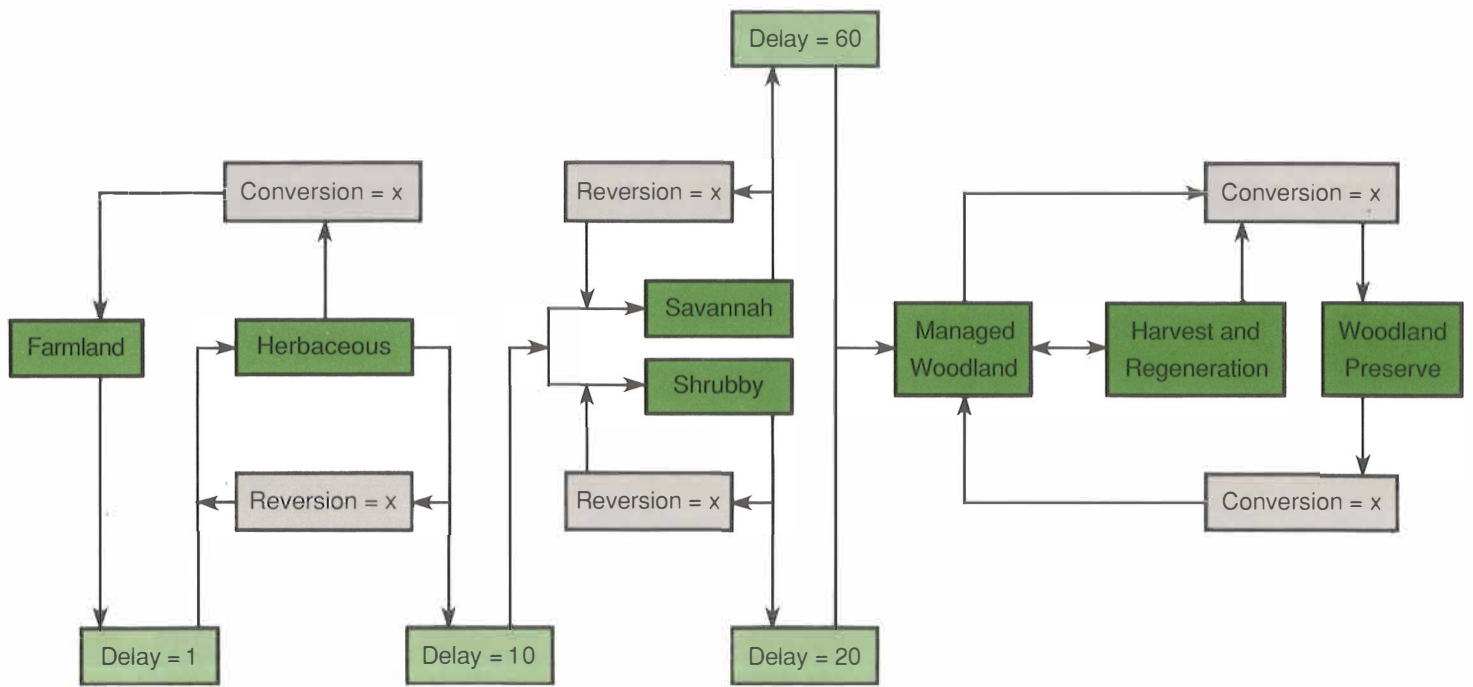 Delay = 60
Conversion = x
Reversion = x
Conversion = x
Farmland
Herbaceous
Savannah
Shrubby
Managed
Woodland
Harvest and
Regeneration
Woodland
Preserve
Reversion = x
Reversion = x
Conversion = x
Delay = 1
Delay = 10
Delay = 20